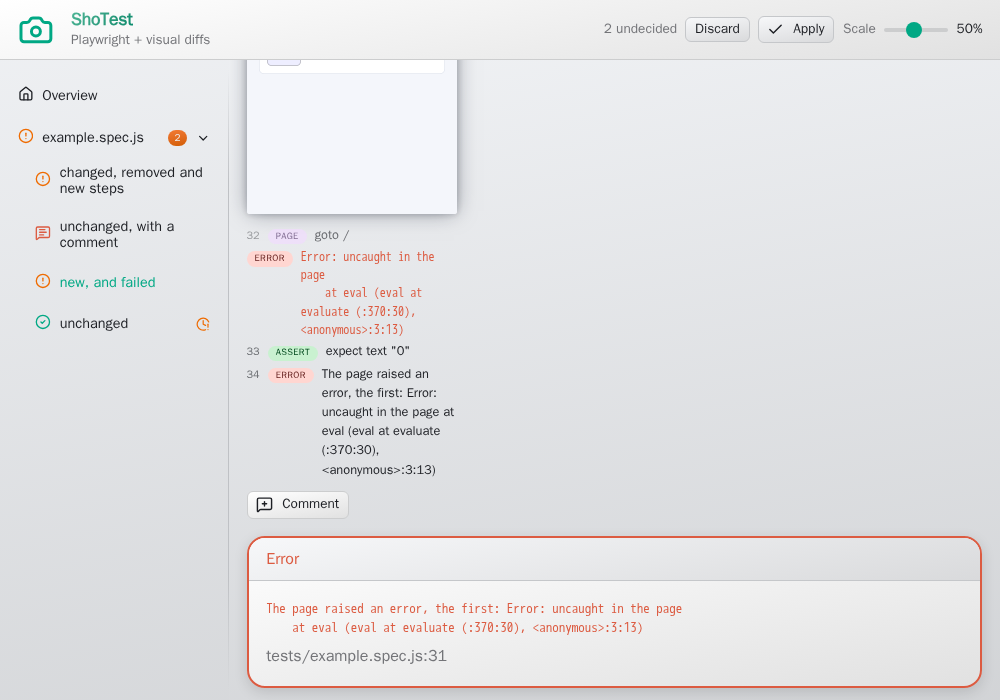 ShoTest
Playwright + visual diffs
2 undecided
Discard
Apply
Scale
50%
Overview
example.spec.js
2
changed, removed and
new steps
unchanged, with a
comment
new, and failed
unchanged
32 PAGE goto /
ERROR Error: uncaught in the
page
at eval (eval at
evaluate (:370:30),
<anonymous>:3:13)
33 ASSERT expect text "0"
34 ERROR The page raised an
error, the first: Error:
uncaught in the page at
eval (eval at evaluate
(:370:30),
<anonymous>:3:13)
Comment
Error
The page raised an error, the first: Error: uncaught in the page
at eval (eval at evaluate (:370:30), <anonymous>:3:13)
tests/example.spec.js:31